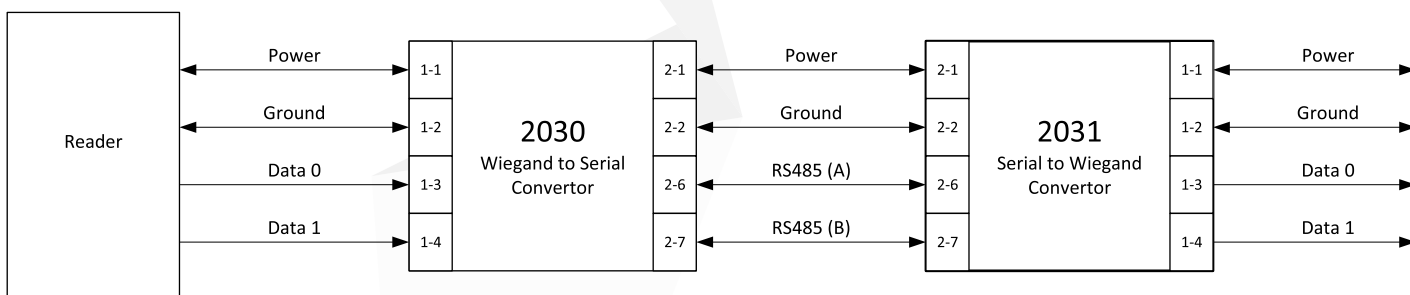 Reader
Power
Ground
Data 0
Data 1
1-1
1-2
1-3
1-4
2030
Wiegand to Serial
Convertor
2-1
2-2
2-6
2-7
Power
Ground
RS485 (A)
RS485 (B)
2-1
2-2
2-6
2-7
2031
Serial to Wiegand
Convertor
1-1
1-2
1-3
1-4
Power
Ground
Data 0
Data 1